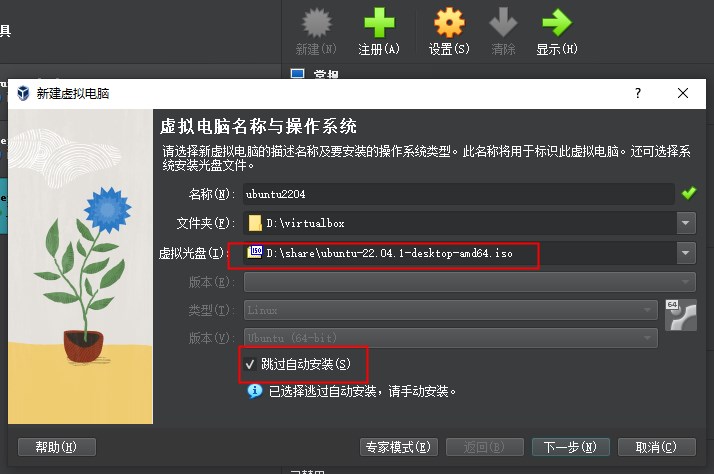 具
新建(N)
注册(A)
设置(S)
清除
显示(H)
常规
新建虚拟电脑
?
虚拟电脑名称与操作系统
请选择新虚拟电脑的描述名称及要安装的操作系统类型。此名称将用于标识此虚拟电脑。还可选择系
统安装光盘文件。
名称(N): ubuntu2204
文件夹(F): D:\virtualbox
虚拟光盘(I): ISO D:\share\ubuntu-22.04.1-desktop-amd64.iso
版本(E):
类型(T): Linux
64
版本(V): Ubuntu (64-bit)
跳过自动安装(S)
已选择跳过自动安装，请手动安装。
帮助(H)
专家模式(E)
返回(B)
下一步(N)
取消(C)